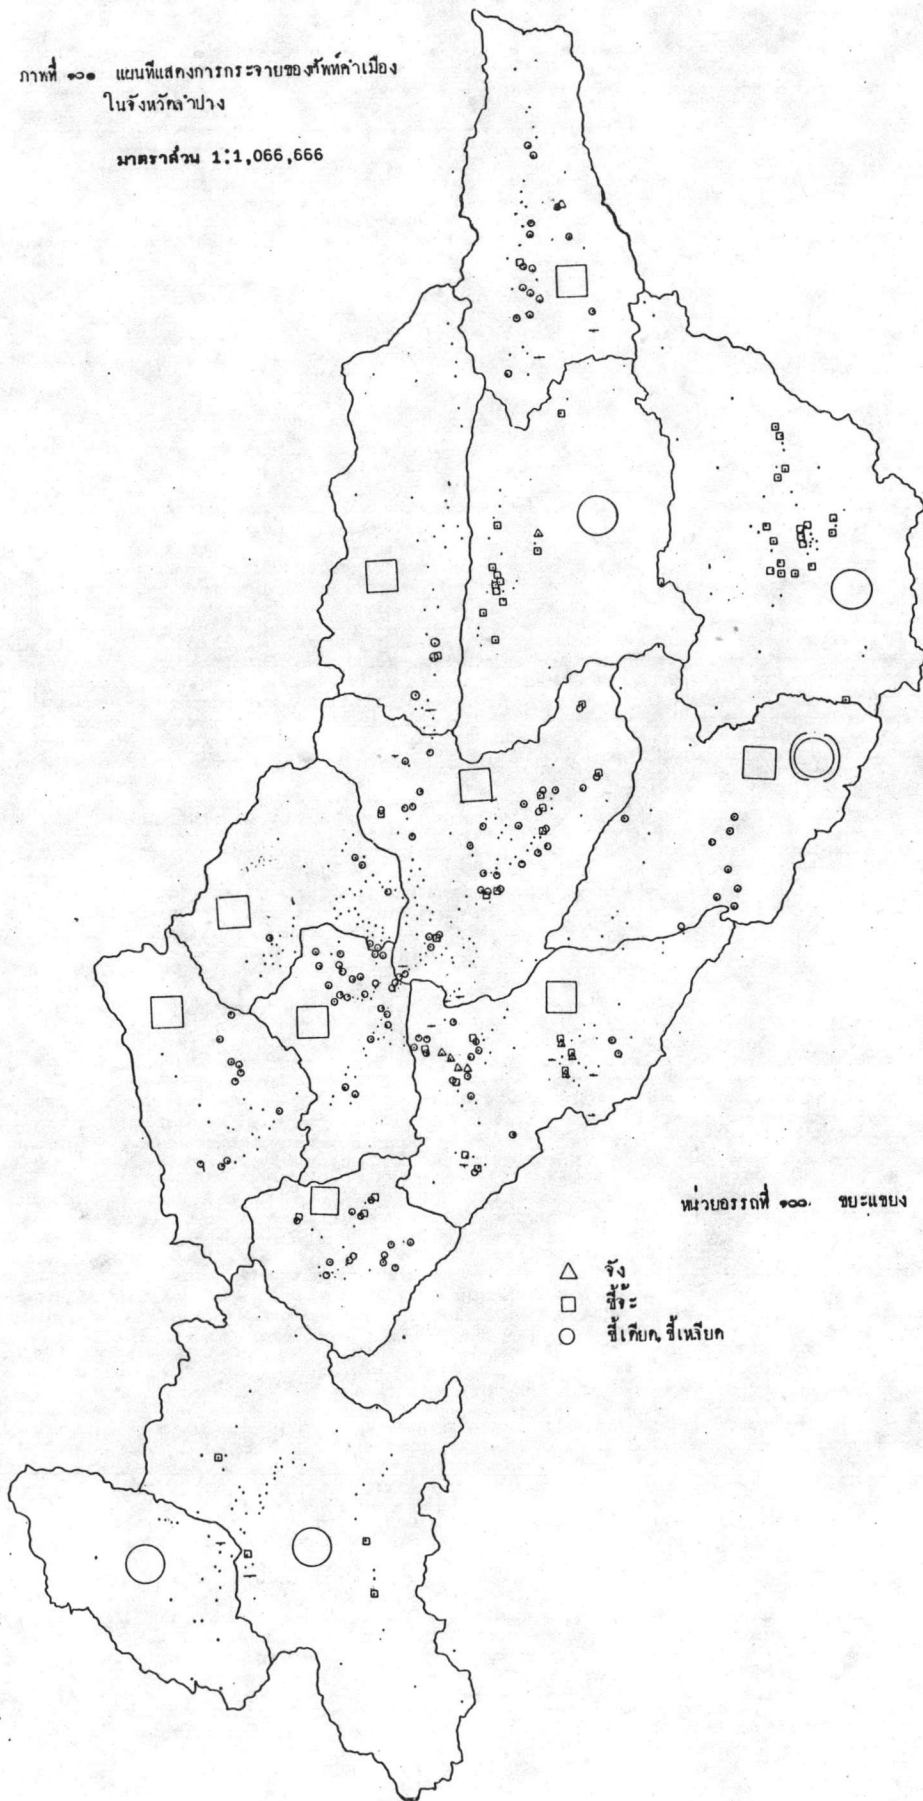 ภาพที่ ๑๐๑ แผนที่แสดงการกระจายของศัพท์คำเมือง
ในจังหวัดลำปาง
มาตราส่วน 1:1,066,666
หน่วยอรรถที่ ๑๐๐. ขยะแขยง
จัง
ขี้จ๊ะ
ขี้เดียด, ขี้เหลียด